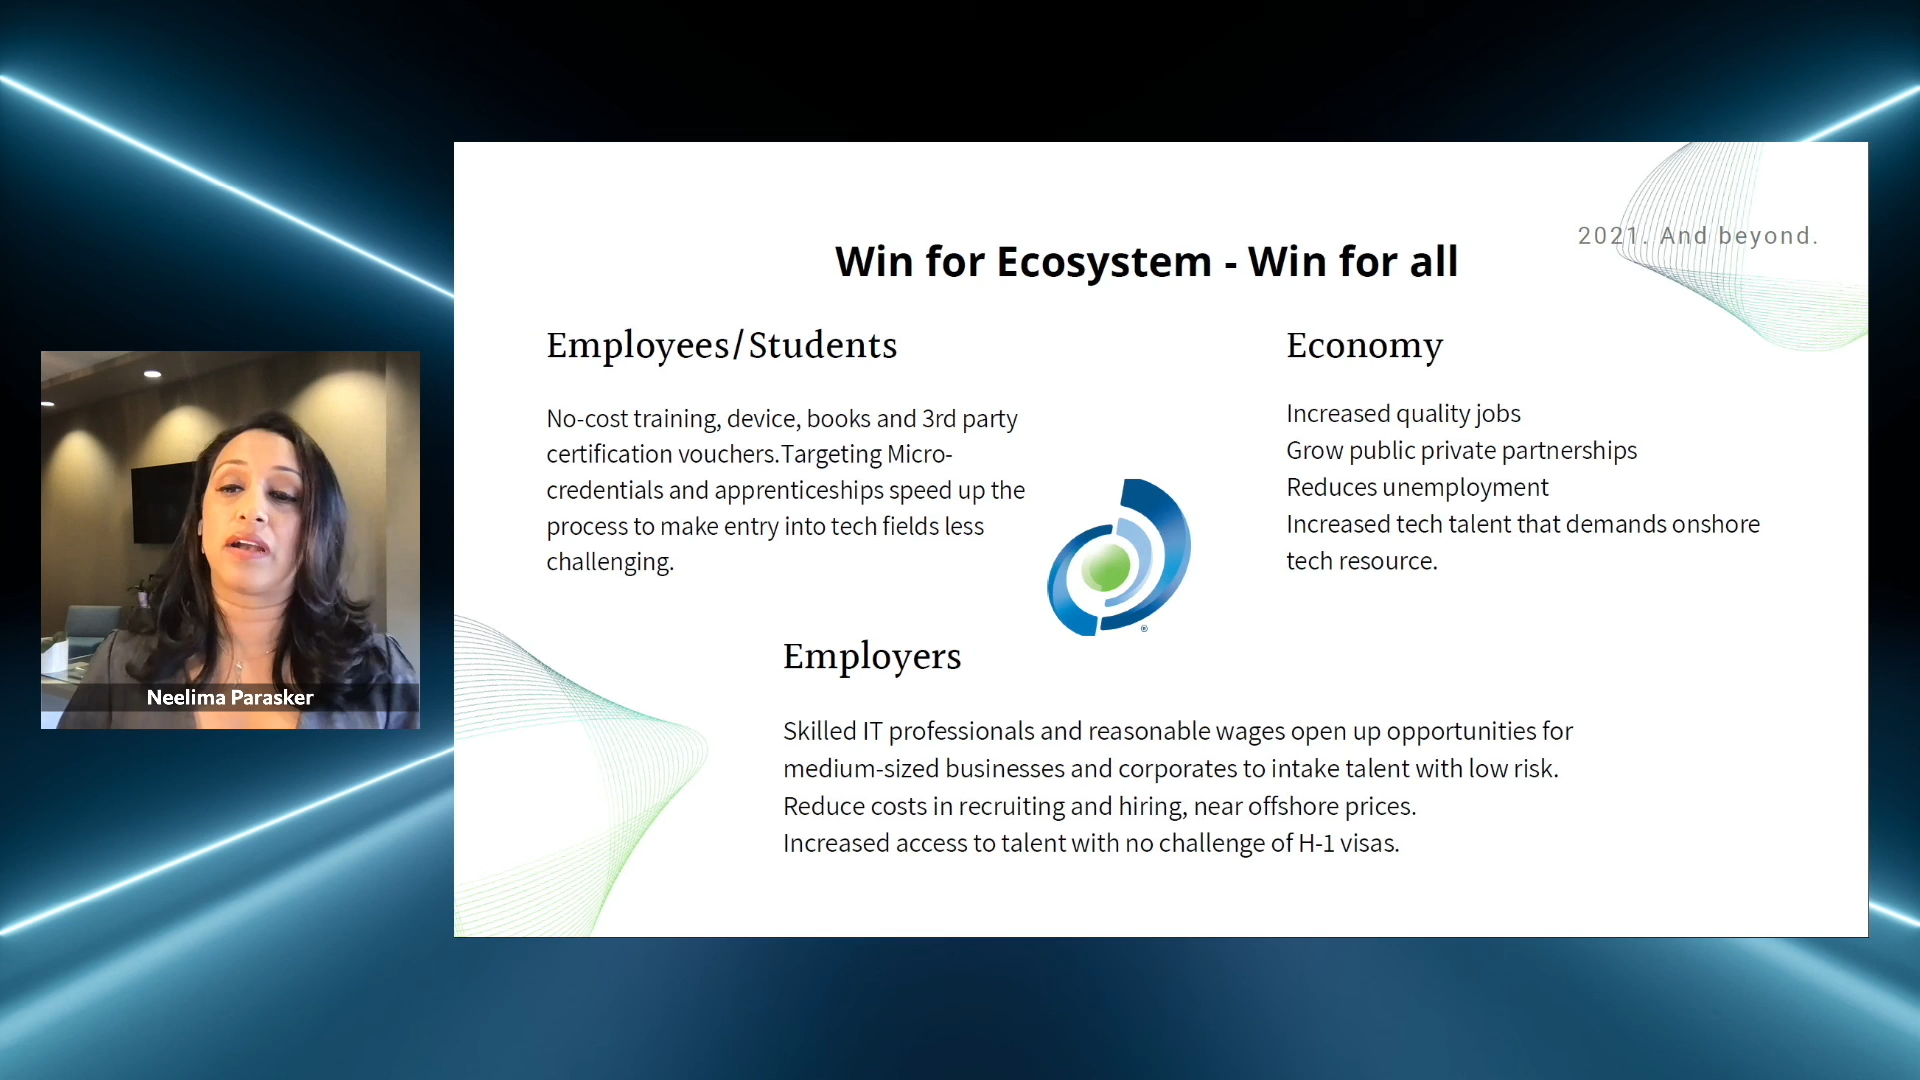 2021. And beyond.
Win for Ecosystem - Win for all
Employees/Students
No-cost training, device, books and 3rd party
certification vouchers.Targeting Micro-
credentials and apprenticeships speed up the
process to make entry into tech fields less
challenging.
Economy
Increased quality jobs
Grow public private partnerships
Reduces unemployment
Increased tech talent that demands onshore
tech resource.
®
Employers
Skilled IT professionals and reasonable wages open up opportunities for
medium-sized businesses and corporates to intake talent with low risk.
Reduce costs in recruiting and hiring, near offshore prices.
Increased access to talent with no challenge of H-1 visas.
Neelima Parasker